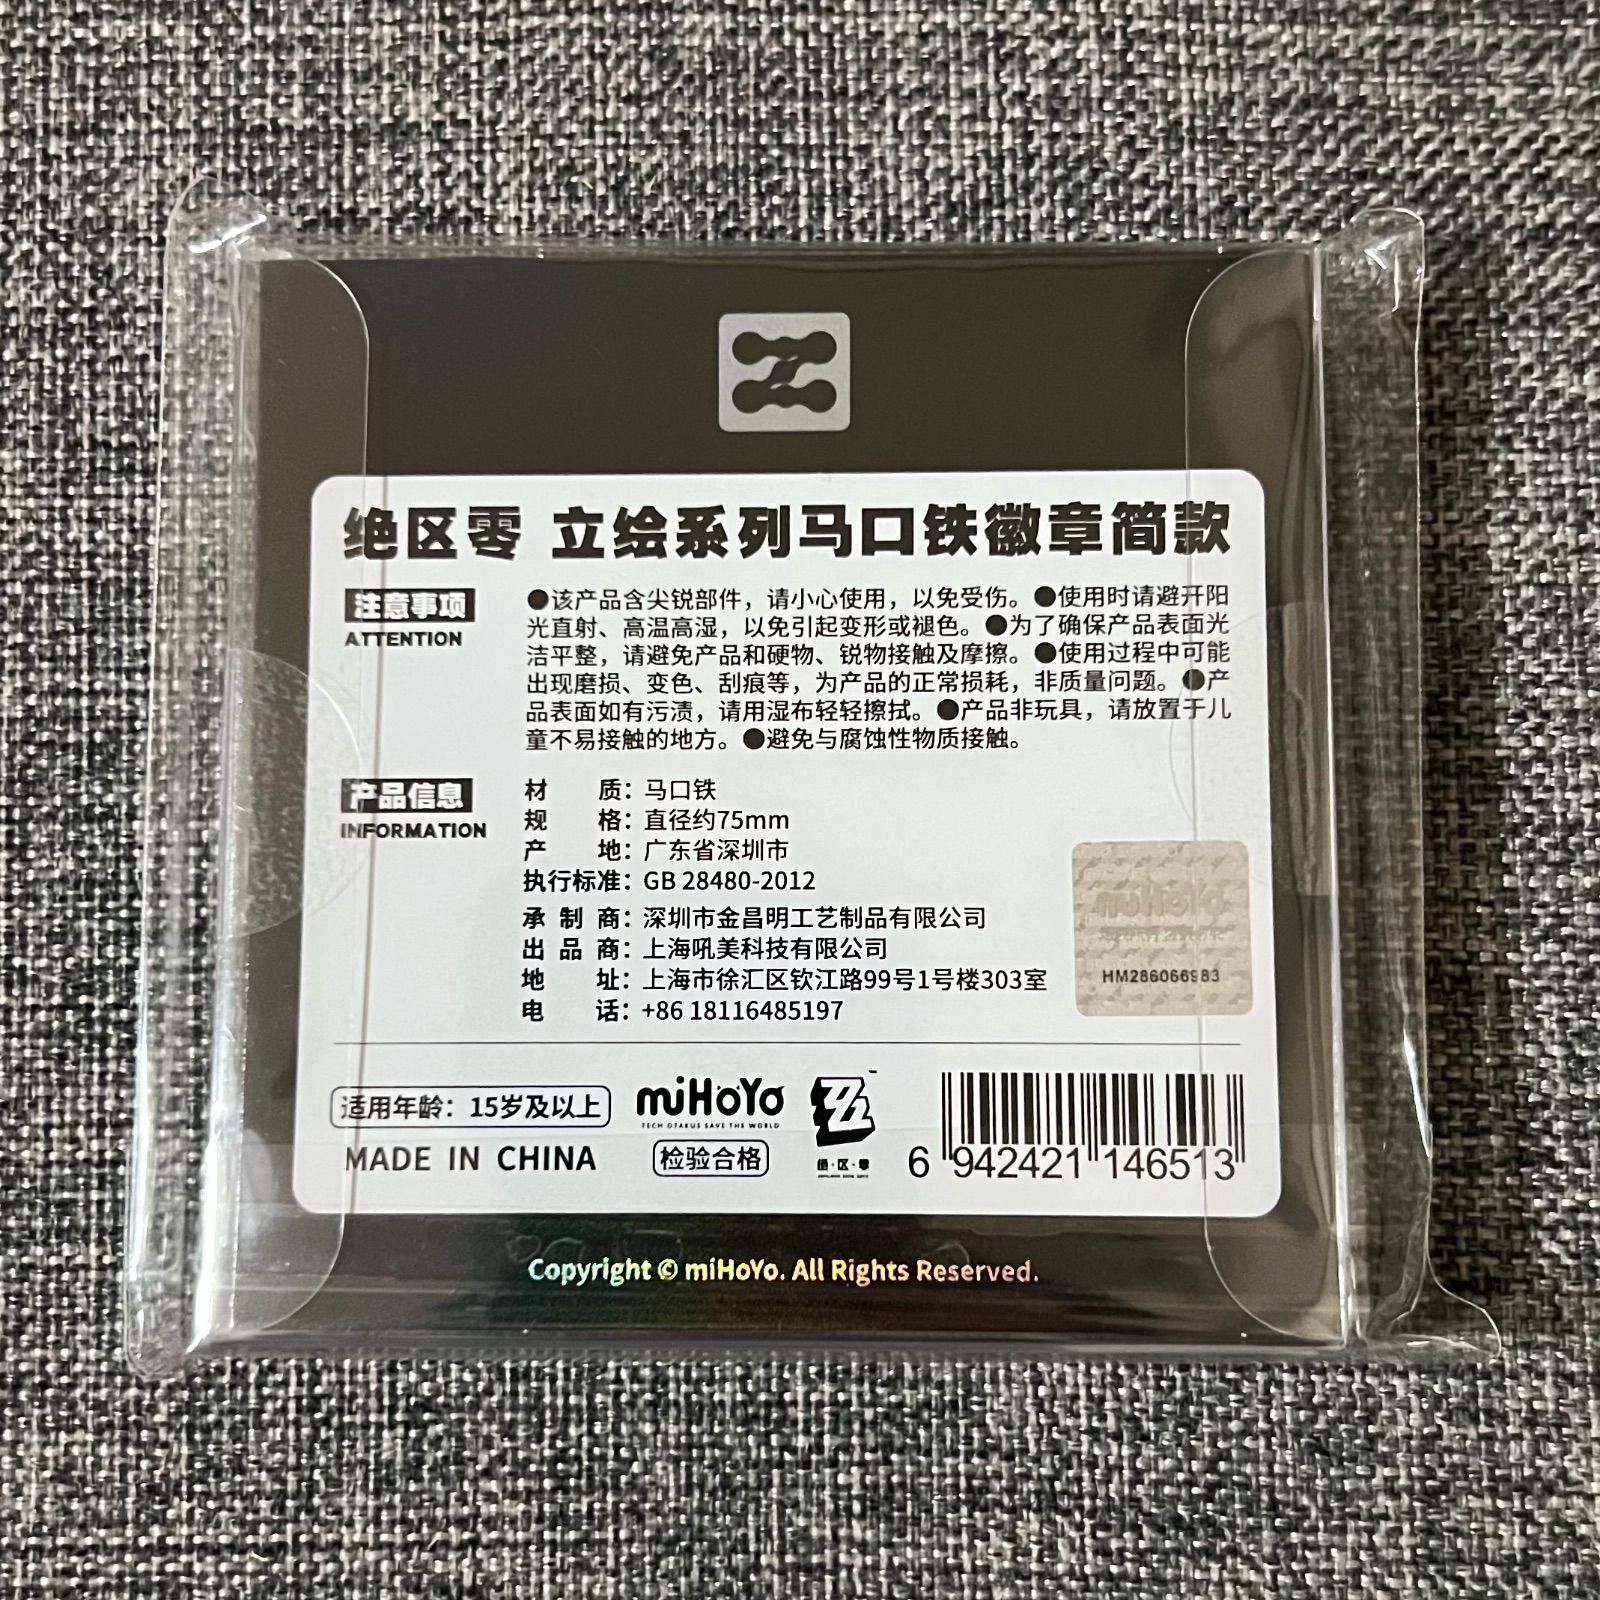 绝区零 立绘系列马口铁徽章简款
注意事项
ATTENTION
●该产品含尖锐部件，请小心使用，以免受伤。●使用时请避开阳
光直射、高温高湿，以免引起变形或褪色。●为了确保产品表面光
洁平整，请避免产品和硬物、锐物接触及摩擦。●使用过程中可能
出现磨损、变色、刮痕等，为产品的正常损耗，非质量问题。●产
品表面如有污渍，请用湿布轻轻擦拭。●产品非玩具，请放置于儿
童不易接触的地方。●避免与腐蚀性物质接触。
产品信息
INFORMATION
材质：马口铁
规格：直径约75mm
产地：广东省深圳市
执行标准：GB 28480-2012
承制商：深圳市金昌明工艺制品有限公司
出品商：上海吼美科技有限公司
地址：上海市徐汇区钦江路99号1号楼303室
电话：+86 18116485197
miHoYo
HM286066983
适用年龄：15岁及以上
MADE IN CHINA
miHoYo
TECH OTAKUS SAVE THE WORLD
检验合格
绝·区·零
6 942421 146513
Copyright © miHoYo. All Rights Reserved.